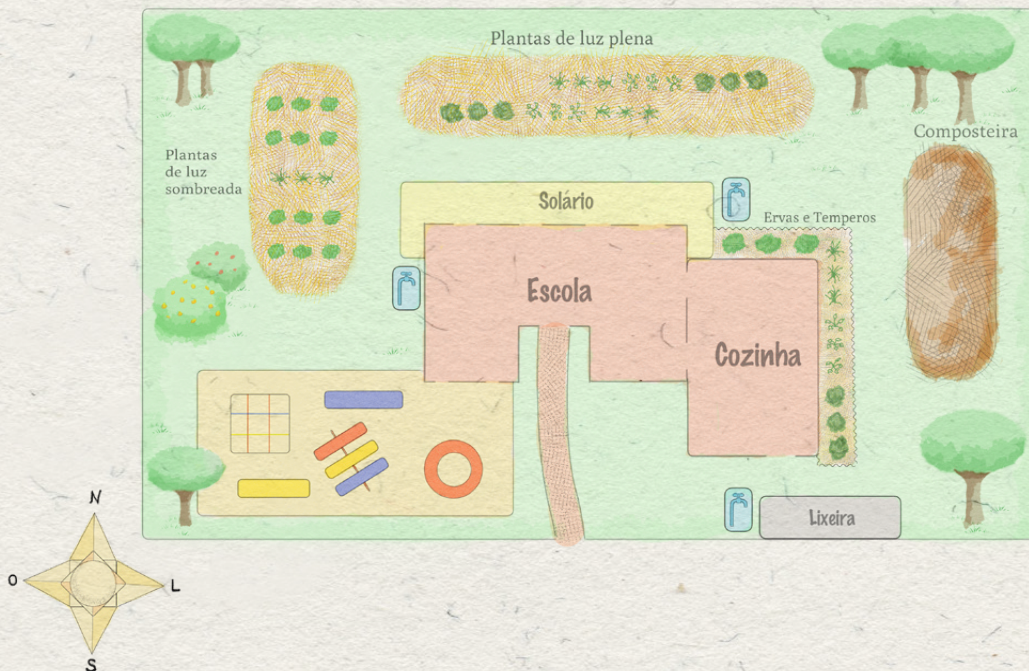 Plantas de luz plena
Composteira
Plantas
de luz
sombreada
Solário
Ervas e Temperos
Escola
Cozinha
Lixeira
N
O
L
S